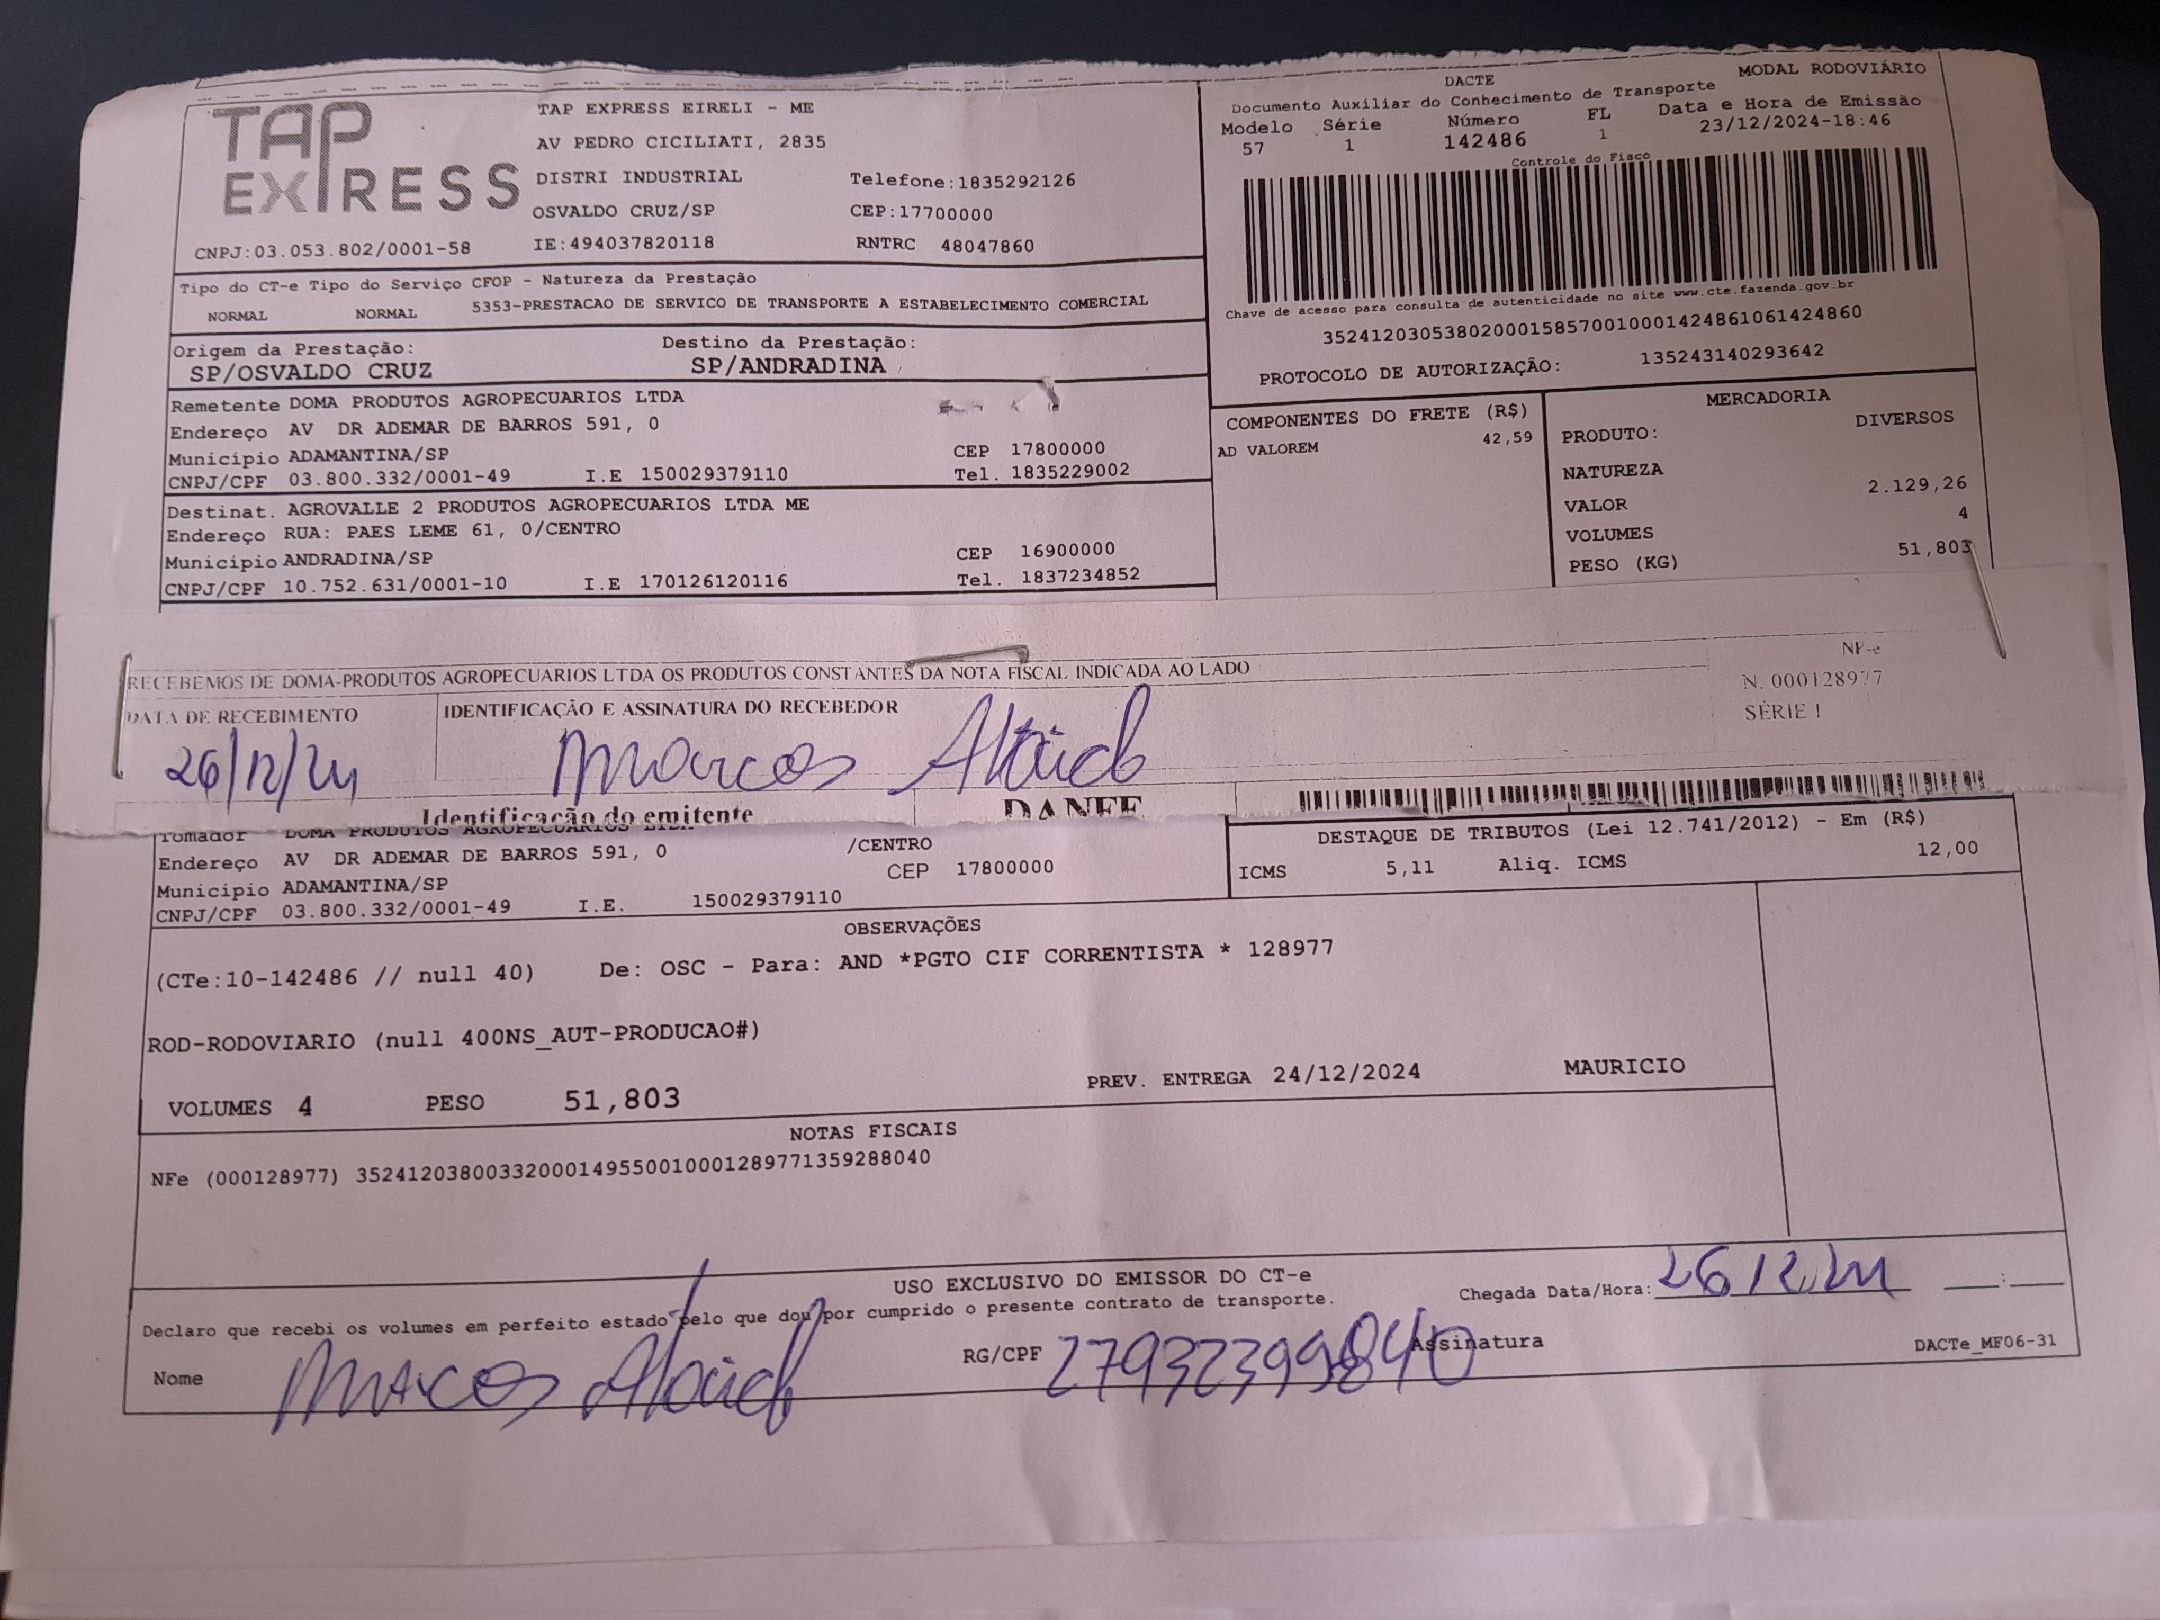 TAP EXPRESS
TAP EXPRESS EIRELI - ME
AV PEDRO CICILIATI, 2835
DISTRI INDUSTRIAL Telefone:1835292126
OSVALDO CRUZ/SP CEP:17700000
CNPJ:03.053.802/0001-58 IE:494037820118 RNTRC 48047860
DACTE MODAL RODOVIÁRIO
Documento Auxiliar do Conhecimento de Transporte
Modelo Série Número FL Data e Hora de Emissão
57 1 142486 1 23/12/2024-18:46
Controle do Fisco
Chave de acesso para consulta de autenticidade no site www.cte.fazenda.gov.br
35241203053802000158570010001424861061424860
PROTOCOLO DE AUTORIZAÇÃO: 135243140293642
Tipo do CT-e Tipo do Serviço CFOP - Natureza da Prestação
NORMAL NORMAL 5353-PRESTACAO DE SERVICO DE TRANSPORTE A ESTABELECIMENTO COMERCIAL
Origem da Prestação: Destino da Prestação:
SP/OSVALDO CRUZ SP/ANDRADINA
Remetente DOMA PRODUTOS AGROPECUARIOS LTDA
Endereço AV DR ADEMAR DE BARROS 591, 0
Município ADAMANTINA/SP CEP 17800000
CNPJ/CPF 03.800.332/0001-49 I.E 150029379110 Tel. 1835229002
Destinat. AGROVALLE 2 PRODUTOS AGROPECUARIOS LTDA ME
Endereço RUA: PAES LEME 61, 0/CENTRO
Município ANDRADINA/SP CEP 16900000
CNPJ/CPF 10.752.631/0001-10 I.E 170126120116 Tel. 1837234852
COMPONENTES DO FRETE (R$)
AD VALOREM 42,59
MERCADORIA
PRODUTO: DIVERSOS
NATUREZA
VALOR 2.129,26
VOLUMES 4
PESO (KG) 51,803
RECEBEMOS DE DOMA-PRODUTOS AGROPECUARIOS LTDA OS PRODUTOS CONSTANTES DA NOTA FISCAL INDICADA AO LADO
NF-e
N. 000128977
SÉRIE 1
DATA DE RECEBIMENTO IDENTIFICAÇÃO E ASSINATURA DO RECEBEDOR
26/12/24 Marcos
Identificação do emitente DANFE
Tomador DOMA PRODUTOS AGROPECUARIOS LTDA
Endereço AV DR ADEMAR DE BARROS 591, 0 /CENTRO
Município ADAMANTINA/SP CEP 17800000
CNPJ/CPF 03.800.332/0001-49 I.E. 150029379110
DESTAQUE DE TRIBUTOS (Lei 12.741/2012) - Em (R$)
ICMS 5,11 Aliq. ICMS 12,00
OBSERVAÇÕES
(CTe:10-142486 // null 40) De: OSC - Para: AND *PGTO CIF CORRENTISTA * 128977
ROD-RODOVIARIO (null 400NS_AUT-PRODUCAO#)
VOLUMES 4 PESO 51,803 PREV. ENTREGA 24/12/2024 MAURICIO
NOTAS FISCAIS
NFe (000128977) 35241203800332000149550010001289771359288040
USO EXCLUSIVO DO EMISSOR DO CT-e
Declaro que recebi os volumes em perfeito estado pelo que dou por cumprido o presente contrato de transporte.
Chegada Data/Hora: 26 12 24 __:__
Nome Marcos RG/CPF 27932399840 Assinatura
DACTe_MF06-31